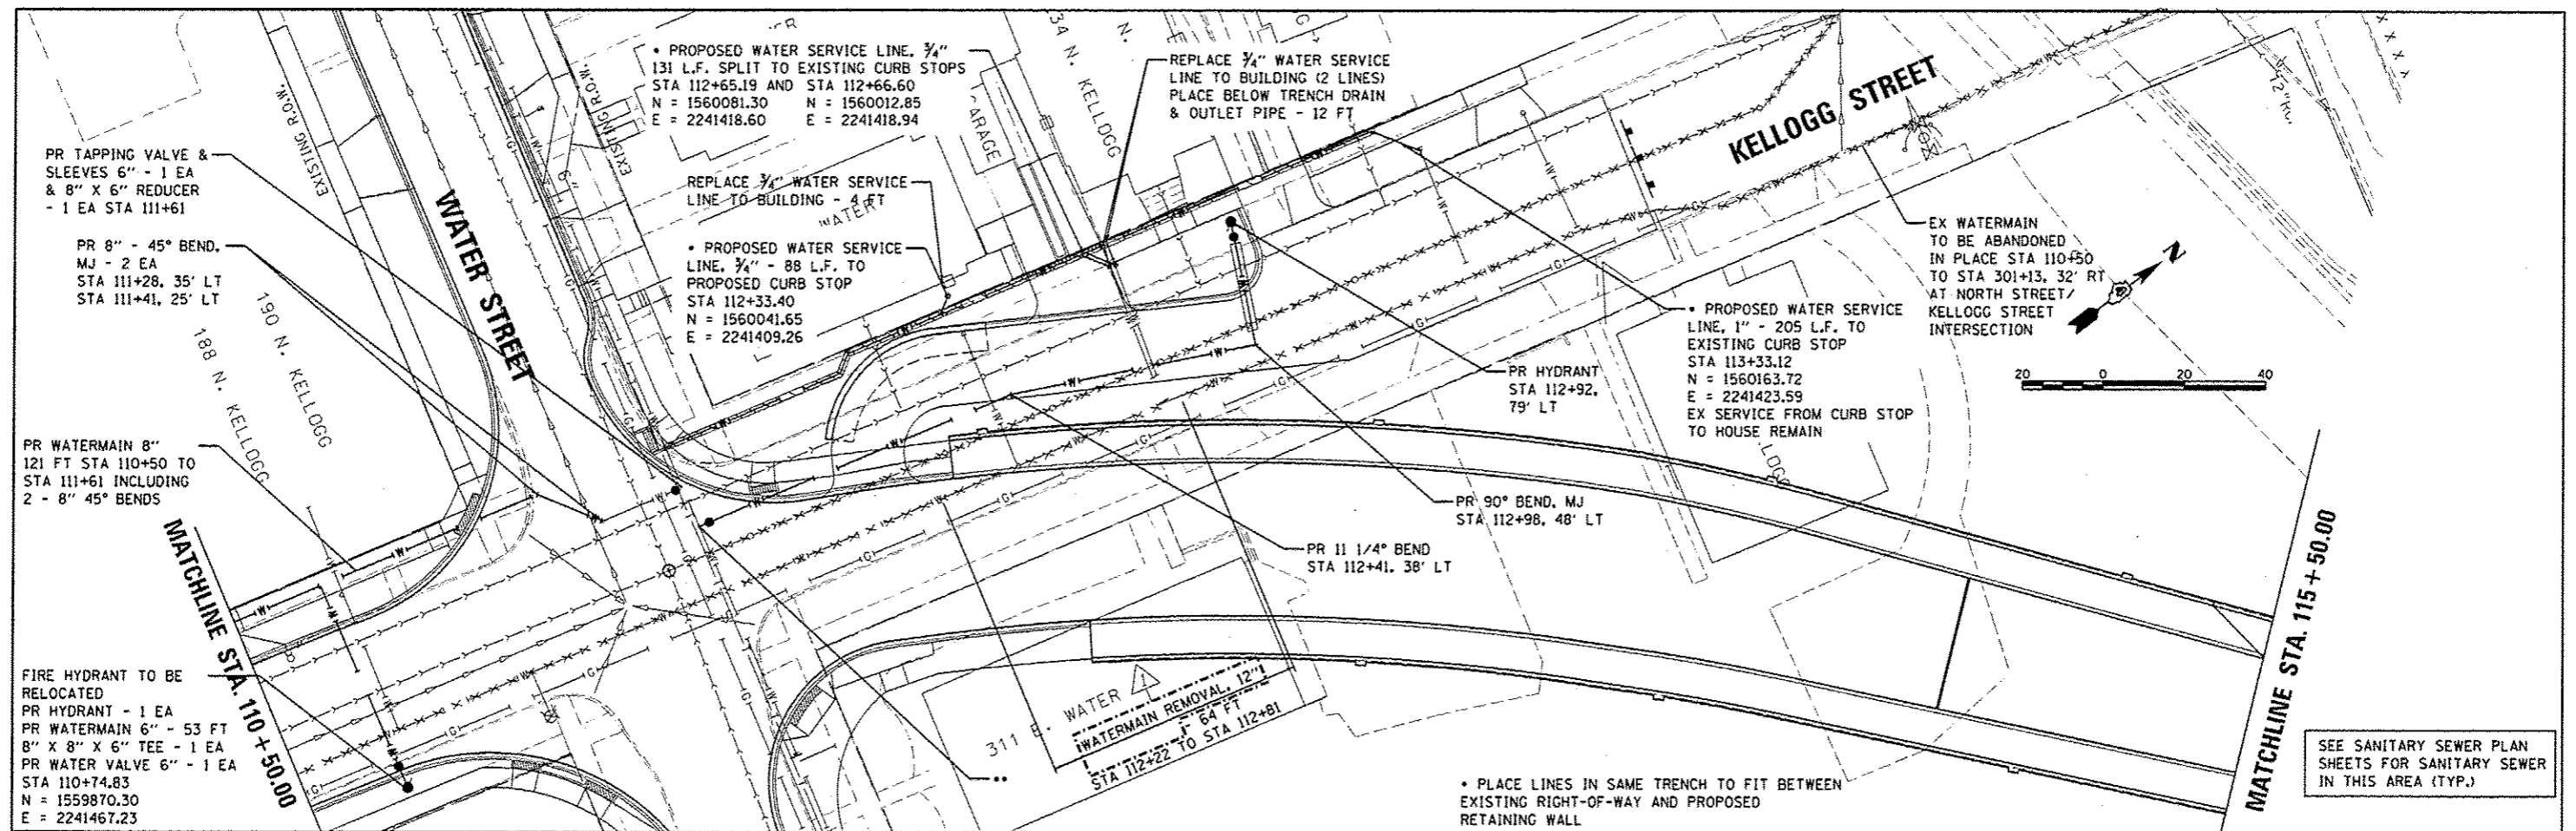 • PROPOSED WATER SERVICE LINE, ¾"
131 L.F. SPLIT TO EXISTING CURB STOPS
STA 112+65.19 AND STA 112+66.60
N = 1560081.30 N = 1560012.85
E = 2241418.60 E = 2241418.94
REPLACE ¾" WATER SERVICE
LINE TO BUILDING (2 LINES)
PLACE BELOW TRENCH DRAIN
& OUTLET PIPE - 12 FT
34 N. KELLOGG
N.
G
GARAGE
KELLOGG STREET
12"
EXISTING R.O.W.
EXISTING R.O.W.
6"
PR TAPPING VALVE &
SLEEVES 6" - 1 EA
& 8" X 6" REDUCER
- 1 EA STA 111+61
WATER STREET
REPLACE ¾" WATER SERVICE
LINE TO BUILDING - 4 FT
WATER
PR 8" - 45° BEND,
MJ - 2 EA
STA 111+28, 35' LT
STA 111+41, 25' LT
• PROPOSED WATER SERVICE
LINE, ¾" - 88 L.F. TO
PROPOSED CURB STOP
STA 112+33.40
N = 1560041.65
E = 2241409.26
EX WATERMAIN
TO BE ABANDONED
IN PLACE STA 110+50
TO STA 301+13, 32' RT
AT NORTH STREET/
KELLOGG STREET
INTERSECTION
N
20 0 20 40
190 N. KELLOGG
188 N. KELLOGG
• PROPOSED WATER SERVICE
LINE, 1" - 205 L.F. TO
EXISTING CURB STOP
STA 113+33.12
N = 1560163.72
E = 2241423.59
EX SERVICE FROM CURB STOP
TO HOUSE REMAIN
PR HYDRANT
STA 112+92,
79' LT
PR WATERMAIN 8"
121 FT STA 110+50 TO
STA 111+61 INCLUDING
2 - 8" 45° BENDS
PR 90° BEND, MJ
STA 112+98, 48' LT
PR 11 1/4° BEND
STA 112+41, 38' LT
MATCHLINE STA. 110+50.00
MATCHLINE STA. 115+50.00
FIRE HYDRANT TO BE
RELOCATED
PR HYDRANT - 1 EA
PR WATERMAIN 6" - 53 FT
8" X 8" X 6" TEE - 1 EA
PR WATER VALVE 6" - 1 EA
STA 110+74.83
N = 1559870.30
E = 2241467.23
311 E. WATER
1
WATERMAIN REMOVAL, 12"
64 FT
STA 112+22 TO STA 112+81
• PLACE LINES IN SAME TRENCH TO FIT BETWEEN
EXISTING RIGHT-OF-WAY AND PROPOSED
RETAINING WALL
SEE SANITARY SEWER PLAN
SHEETS FOR SANITARY SEWER
IN THIS AREA (TYP.)